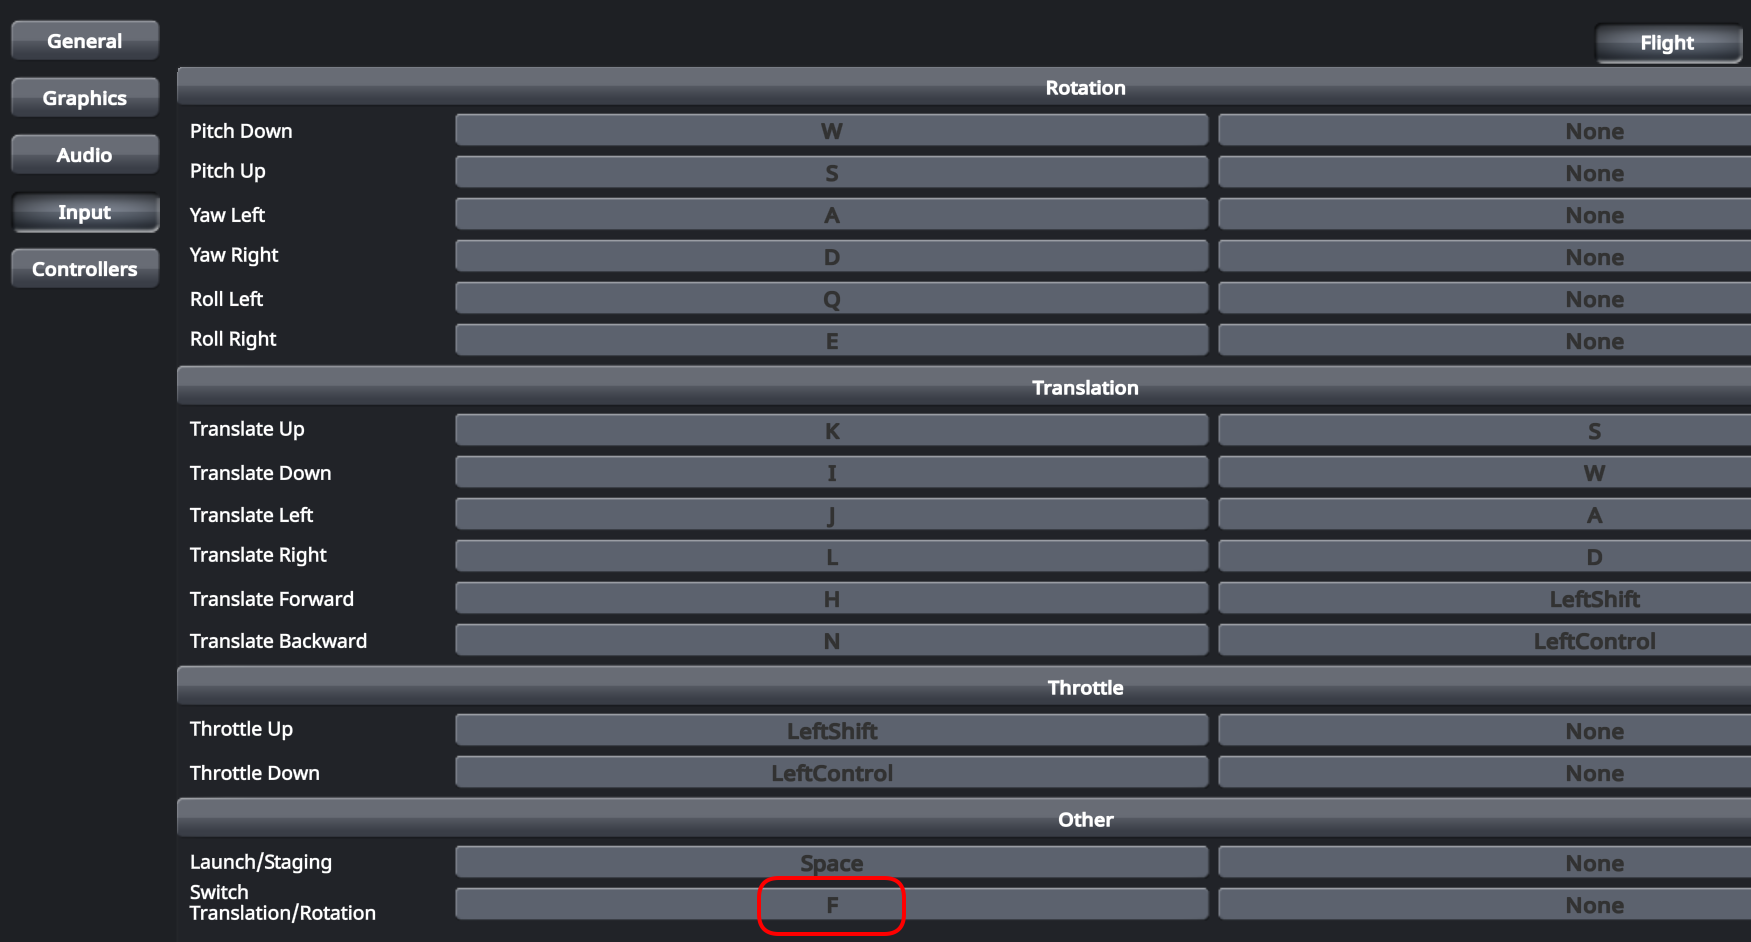 General
Graphics
Audio
Input
Controllers
Flight
Rotation
Pitch Down W None
Pitch Up S None
Yaw Left A None
Yaw Right D None
Roll Left Q None
Roll Right E None
Translation
Translate Up K S
Translate Down I W
Translate Left J A
Translate Right L D
Translate Forward H LeftShift
Translate Backward N LeftControl
Throttle
Throttle Up LeftShift None
Throttle Down LeftControl None
Other
Launch/Staging Space None
Switch
Translation/Rotation F None